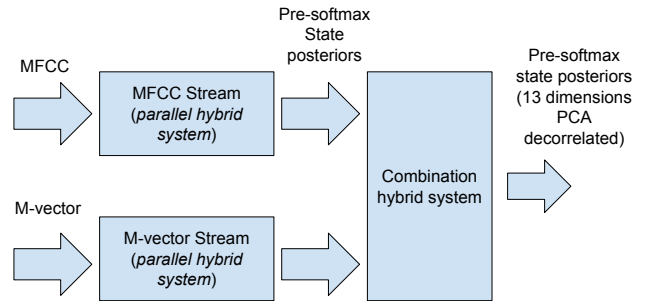 Pre-softmax
State
posteriors
MFCC
MFCC Stream
(parallel hybrid
system)
Pre-softmax
state posteriors
(13 dimensions
PCA
decorrelated)
Combination
hybrid system
M-vector
M-vector Stream
(parallel hybrid
system)